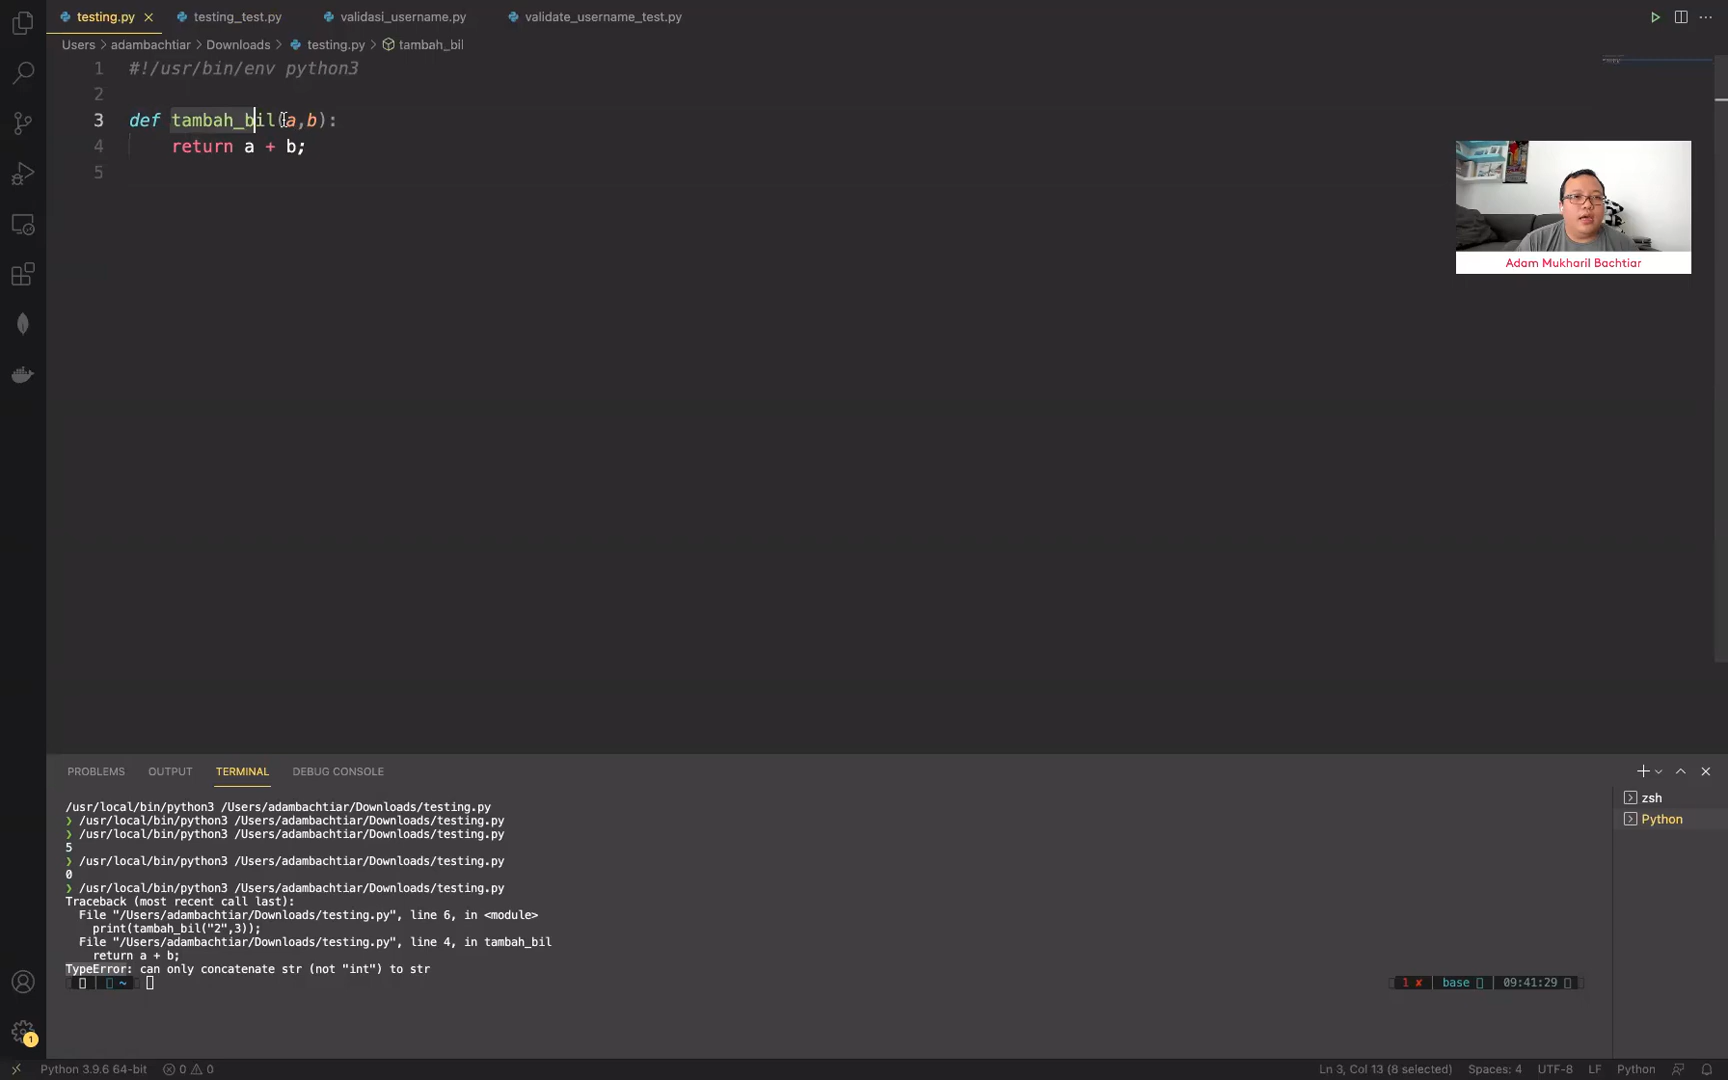 testing.py
testing_test.py
validasi_username.py
validate_username_test.py
Users > adambachtiar > Downloads > testing.py > tambah_bil
1 #!/usr/bin/env python3
2
3 def tambah_bil(a,b):
4 return a + b;
5
Adam Mukharil Bachtiar
PROBLEMS OUTPUT TERMINAL DEBUG CONSOLE
/usr/local/bin/python3 /Users/adambachtiar/Downloads/testing.py
❯ /usr/local/bin/python3 /Users/adambachtiar/Downloads/testing.py
❯ /usr/local/bin/python3 /Users/adambachtiar/Downloads/testing.py
5
❯ /usr/local/bin/python3 /Users/adambachtiar/Downloads/testing.py
0
❯ /usr/local/bin/python3 /Users/adambachtiar/Downloads/testing.py
Traceback (most recent call last):
File "/Users/adambachtiar/Downloads/testing.py", line 6, in <module>
print(tambah_bil("2",3));
File "/Users/adambachtiar/Downloads/testing.py", line 4, in tambah_bil
return a + b;
TypeError: can only concatenate str (not "int") to str
~
1 ✘ base 09:41:29
zsh
Python
1
Python 3.9.6 64-bit 0 0 Ln 3, Col 13 (8 selected) Spaces: 4 UTF-8 LF Python